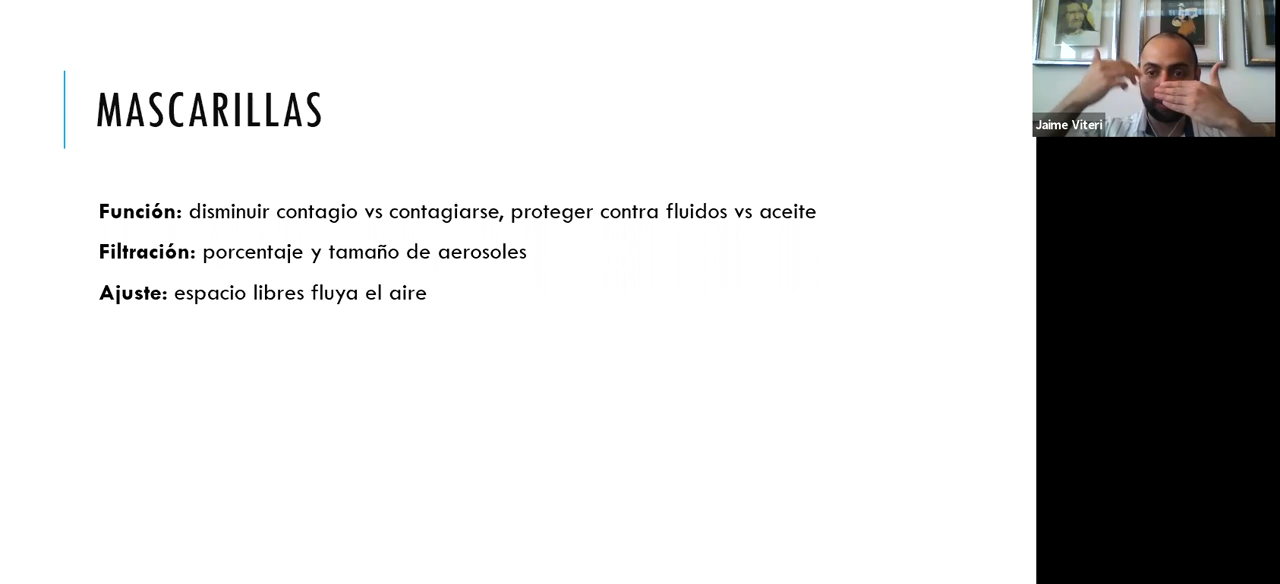 MASCARILLAS
Función: disminuir contagio vs contagiarse, proteger contra fluidos vs aceite
Filtración: porcentaje y tamaño de aerosoles
Ajuste: espacio libres fluya el aire
Jaime Viteri